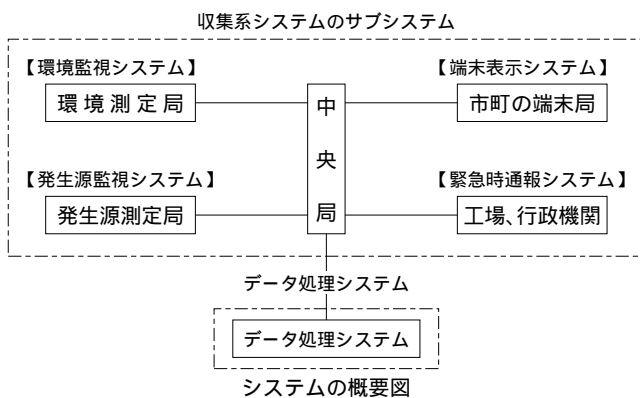 収集系システムのサブシステム
【環境監視システム】
環境測定局
【端末表示システム】
市町の端末局
中央局
【発生源監視システム】
発生源測定局
【緊急時通報システム】
工場、行政機関
データ処理システム
データ処理システム
システムの概要図